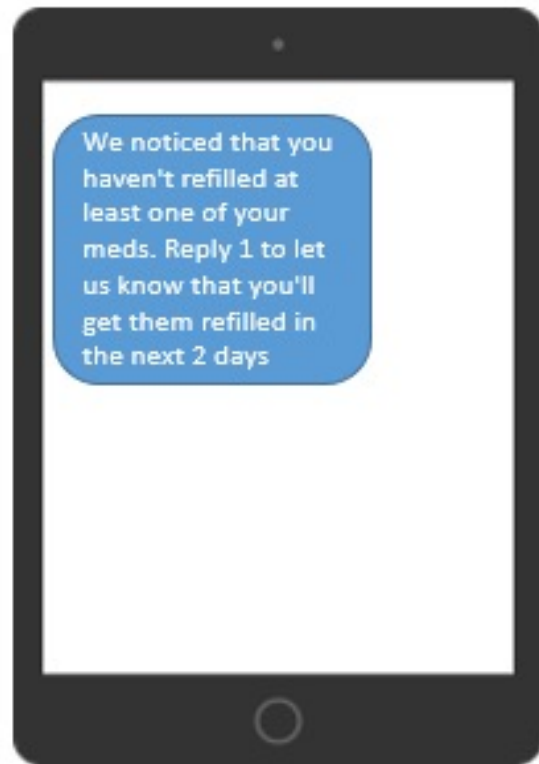 We noticed that you
haven't refilled at
least one of your
meds. Reply 1 to let
us know that you'll
get them refilled in
the next 2 days